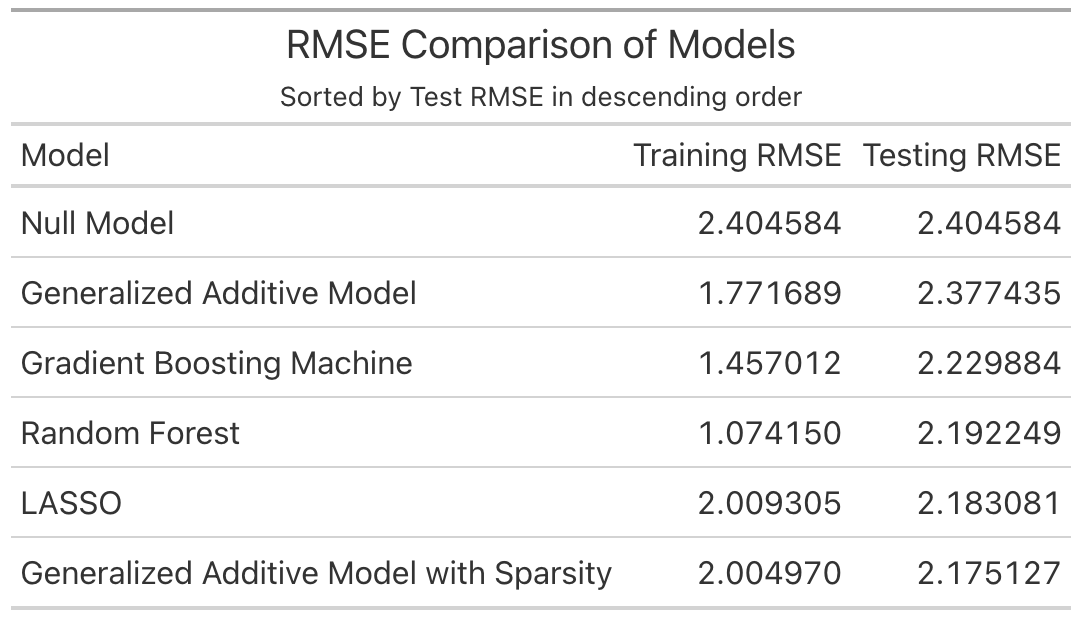 RMSE Comparison of Models
Sorted by Test RMSE in descending order
Model Training RMSE Testing RMSE
Null Model 2.404584 2.404584
Generalized Additive Model 1.771689 2.377435
Gradient Boosting Machine 1.457012 2.229884
Random Forest 1.074150 2.192249
LASSO 2.009305 2.183081
Generalized Additive Model with Sparsity 2.004970 2.175127